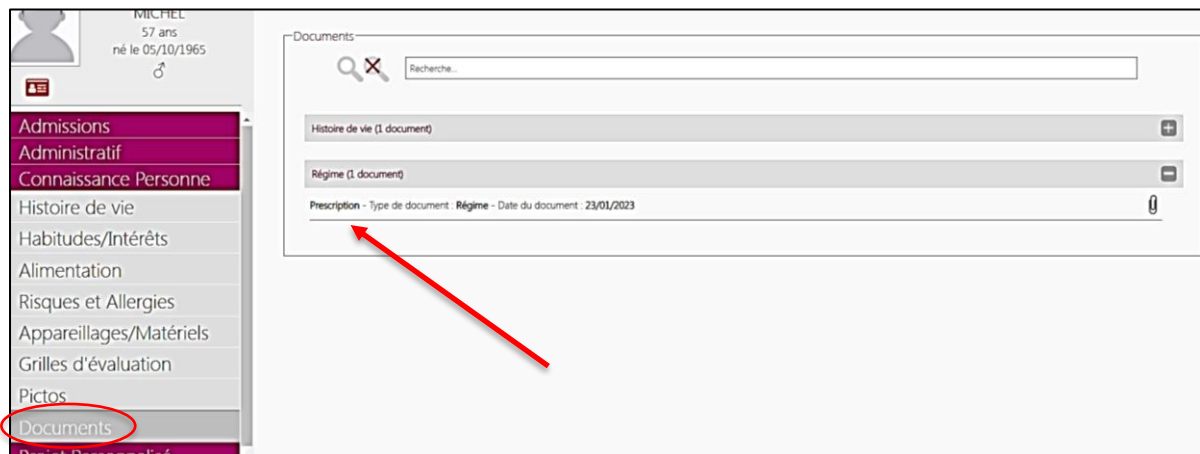 MICHEL
57 ans
né le 05/10/1965
Admissions
Administratif
Connaissance Personne
Histoire de vie
Habitudes/Intérêts
Alimentation
Risques et Allergies
Appareillages/Matériels
Grilles d'évaluation
Pictos
Documents
Projet Personnalisé
Documents
Recherche...
Histoire de vie (1 document)
Régime (1 document)
Prescription - Type de document : Régime - Date du document : 23/01/2023